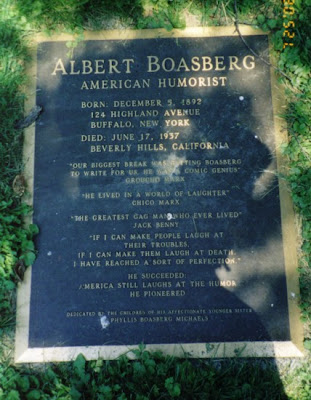 ALBERT BOASBERG
AMERICAN HUMORIST
BORN: DECEMBER 5, 1892
124 HIGHLAND AVENUE
BUFFALO, NEW YORK
DIED: JUNE 17, 1937
BEVERLY HILLS, CALIFORNIA
"OUR BIGGEST BREAK WAS GETTING BOASBERG
TO WRITE FOR US. HE WAS A COMIC GENIUS"
GROUCHO MARX
"HE LIVED IN A WORLD OF LAUGHTER"
CHICO MARX
"THE GREATEST GAG MAN WHO EVER LIVED"
JACK BENNY
"IF I CAN MAKE PEOPLE LAUGH AT
THEIR TROUBLES,
IF I CAN MAKE THEM LAUGH AT DEATH,
I HAVE REACHED A SORT OF PERFECTION."
HE SUCCEEDED.
AMERICA STILL LAUGHS AT THE HUMOR
HE PIONEERED
DEDICATED BY THE CHILDREN OF HIS AFFECTIONATE YOUNGER SISTER
PHYLLIS BOASBERG MICHAELS